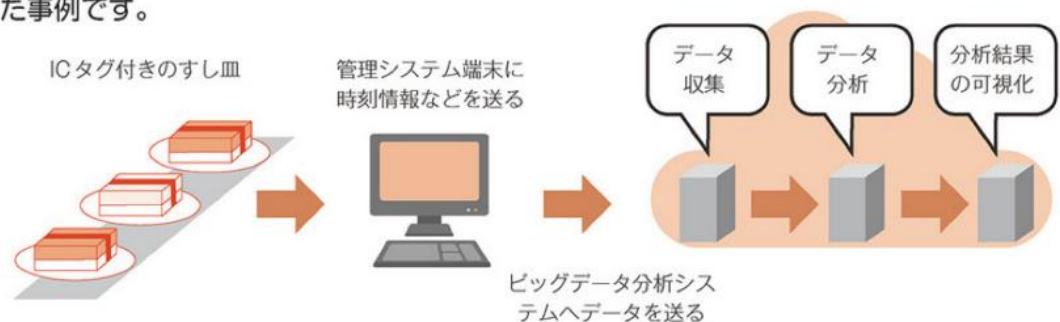 た事例です。
ICタグ付きのすし皿
管理システム端末に
時刻情報などを送る
ビッグデータ分析シス
テムへデータを送る
データ
収集
データ
分析
分析結果
の可視化